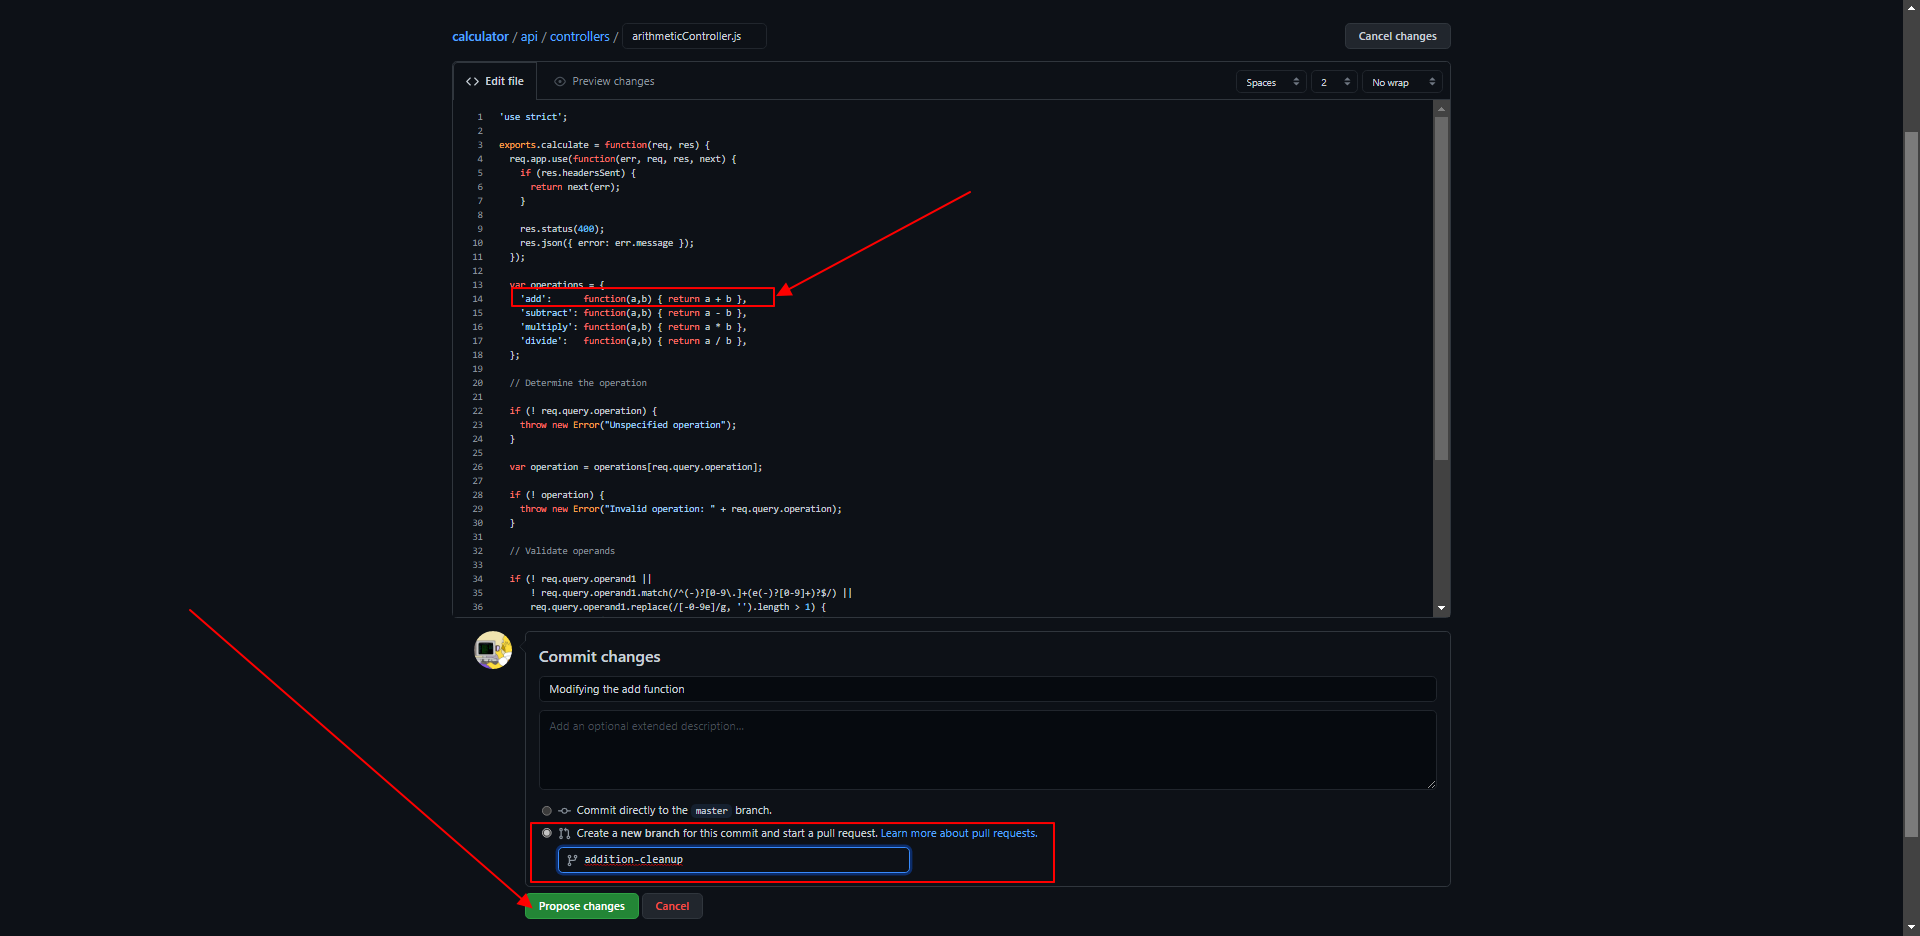 calculator / api / controllers / arithmeticController.js
Cancel changes
<> Edit file
Preview changes
Spaces
2
No wrap
1 'use strict';
2
3 exports.calculate = function(req, res) {
4 req.app.use(function(err, req, res, next) {
5 if (res.headersSent) {
6 return next(err);
7 }
8
9 res.status(400);
10 res.json({ error: err.message });
11 });
12
13 var operations = {
14 'add': function(a,b) { return a + b },
15 'subtract': function(a,b) { return a - b },
16 'multiply': function(a,b) { return a * b },
17 'divide': function(a,b) { return a / b },
18 };
19
20 // Determine the operation
21
22 if (! req.query.operation) {
23 throw new Error("Unspecified operation");
24 }
25
26 var operation = operations[req.query.operation];
27
28 if (! operation) {
29 throw new Error("Invalid operation: " + req.query.operation);
30 }
31
32 // Validate operands
33
34 if (! req.query.operand1 ||
35 ! req.query.operand1.match(/^(-)?[0-9\.]+(e(-)?[0-9]+)?$/) ||
36 req.query.operand1.replace(/[-0-9e]/g, '').length > 1) {
Commit changes
Modifying the add function
Add an optional extended description...
Commit directly to the master branch.
Create a new branch for this commit and start a pull request. Learn more about pull requests.
addition-cleanup
Propose changes
Cancel